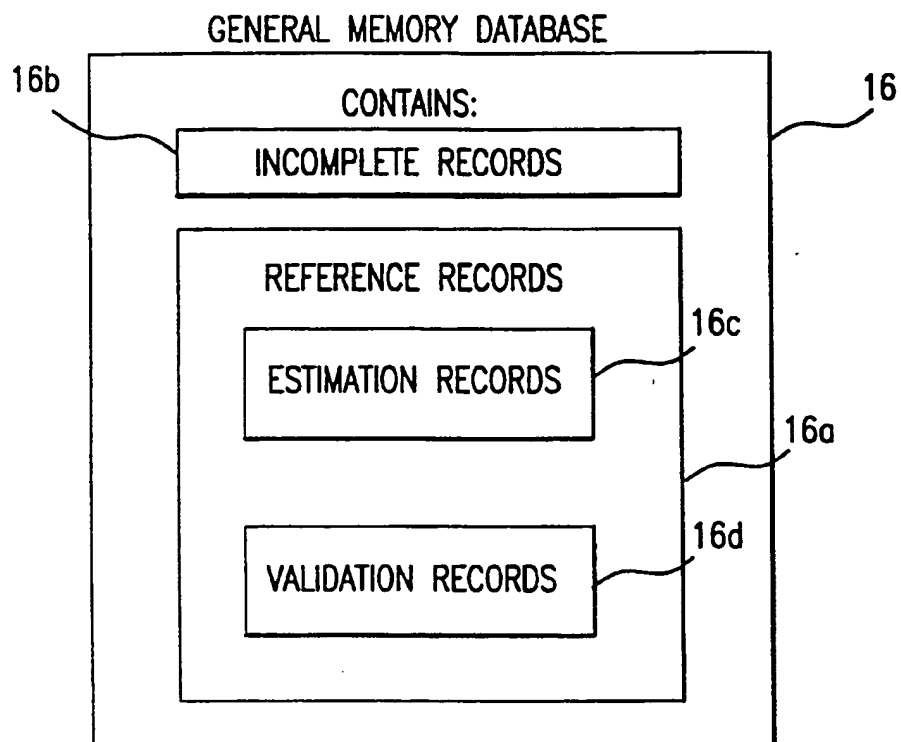 GENERAL MEMORY DATABASE
16b
16
CONTAINS:
INCOMPLETE RECORDS
REFERENCE RECORDS
16c
ESTIMATION RECORDS
16a
16d
VALIDATION RECORDS